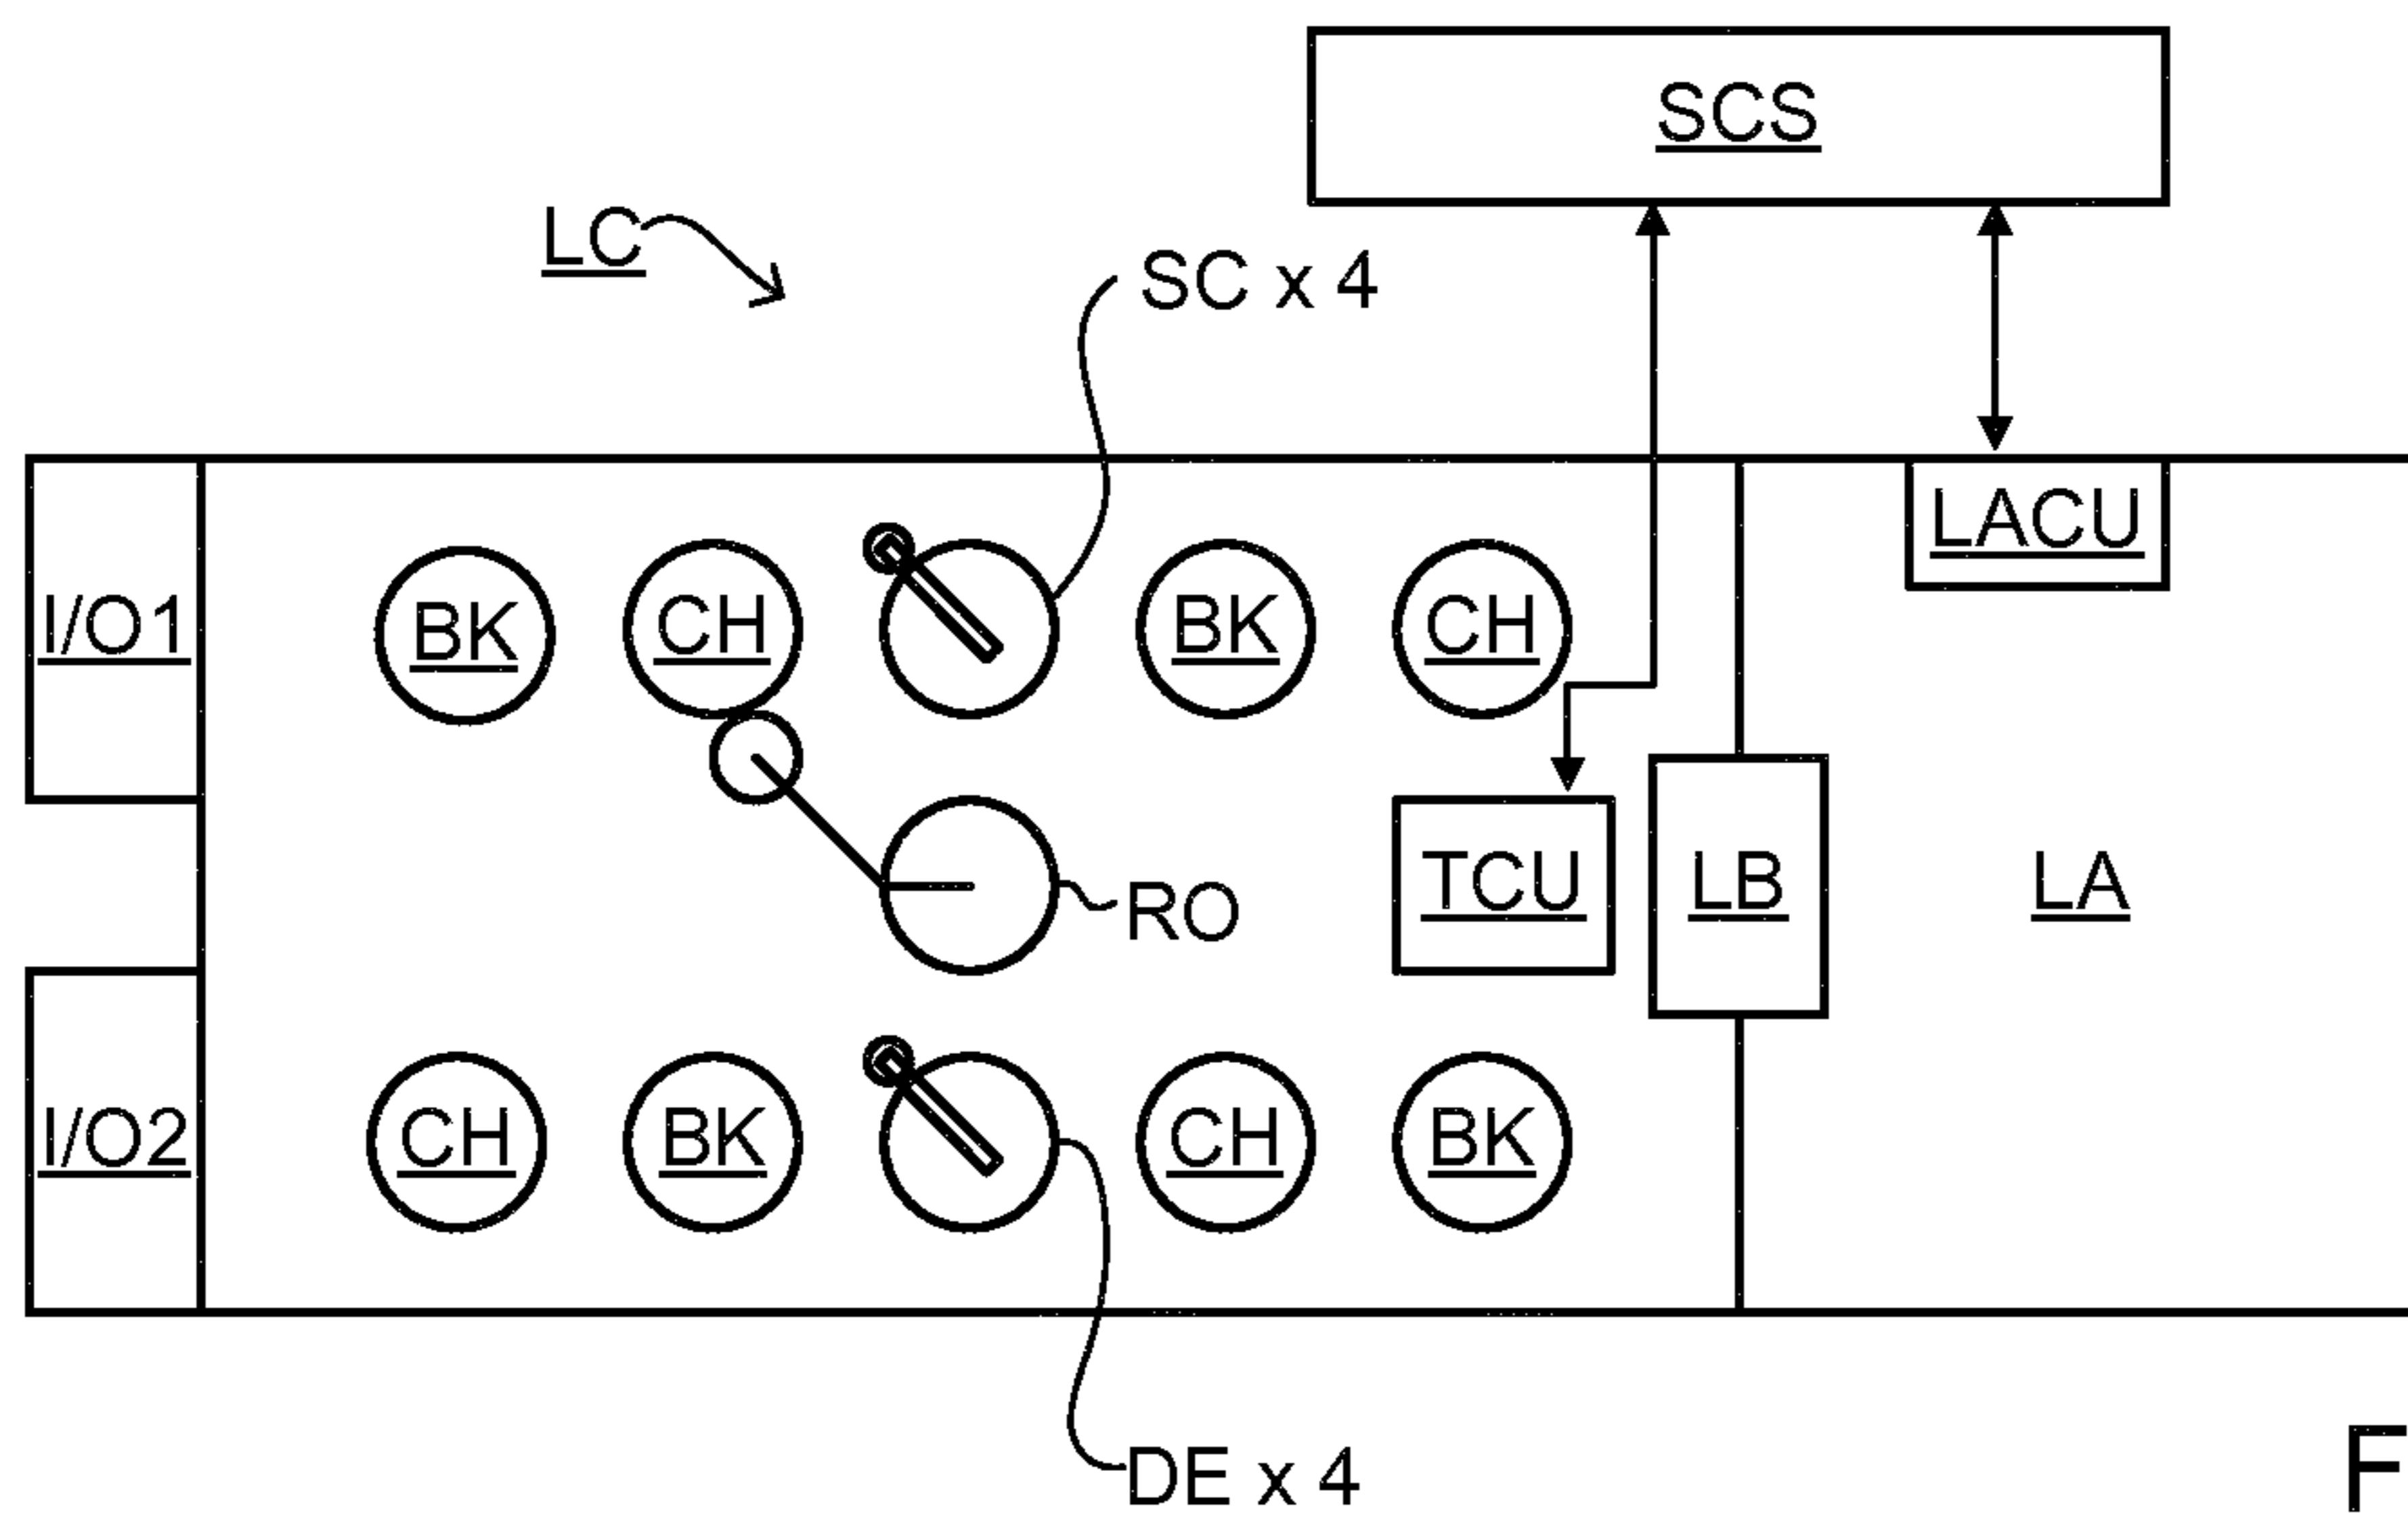 SCS
LC
SC x 4
LACU
I/O1
BK
CH
BK
CH
RO
TCU
LB
LA
I/O2
CH
BK
CH
BK
DE x 4
F